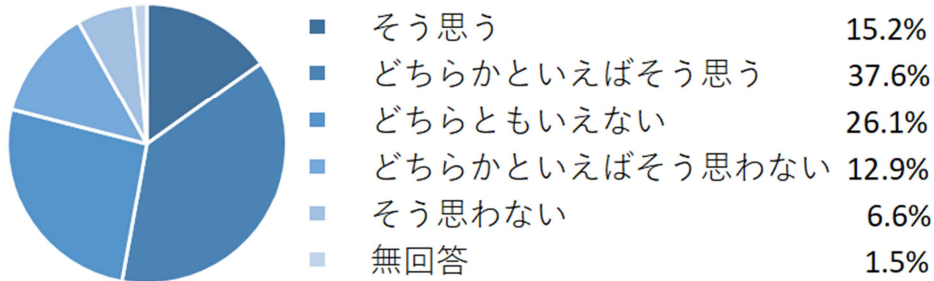 そう思う 15.2%
どちらかといえばそう思う 37.6%
どちらともいえない 26.1%
どちらかといえばそう思わない 12.9%
そう思わない 6.6%
無回答 1.5%